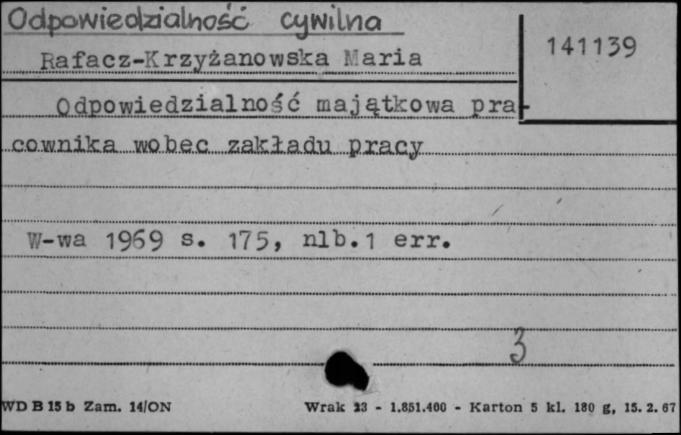 Odpowiedzialność cywilna
141139
Rafacz-Krzyżanowska Maria
Odpowiedzialność majątkowa pra-
cownika wobec zakładu pracy
W-wa 1969 s. 175, nlb.1 err.
3
WD B 15 b Zam. 14/ON Wrak 23 - 1.851.400 - Karton 5 kl. 180 g, 15. 2. 67